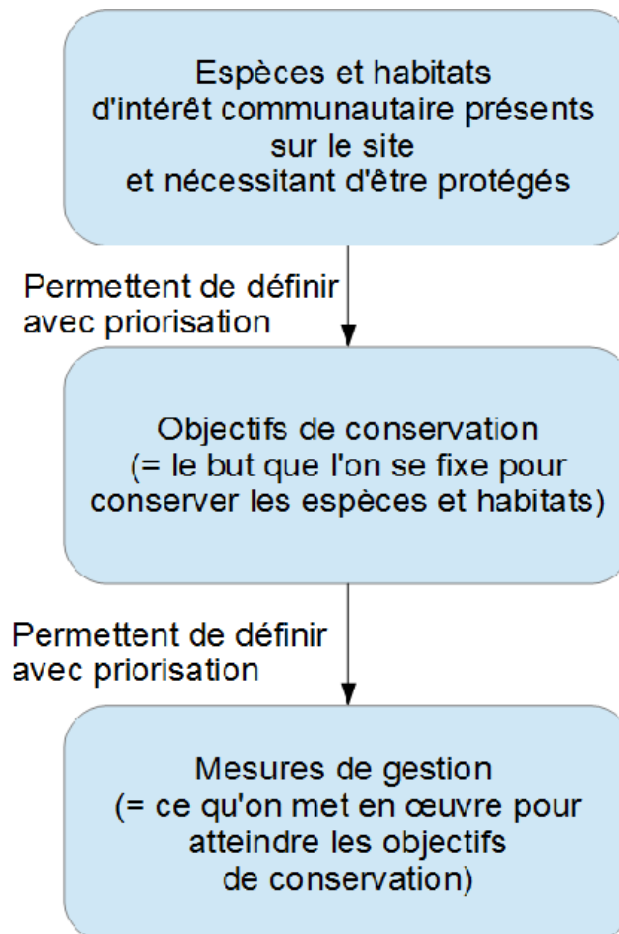 Espèces et habitats
d'intérêt communautaire présents
sur le site
et nécessitant d'être protégés
Permettent de définir
avec priorisation
Objectifs de conservation
(= le but que l'on se fixe pour
conserver les espèces et habitats)
Permettent de définir
avec priorisation
Mesures de gestion
(= ce qu'on met en œuvre pour
atteindre les objectifs
de conservation)